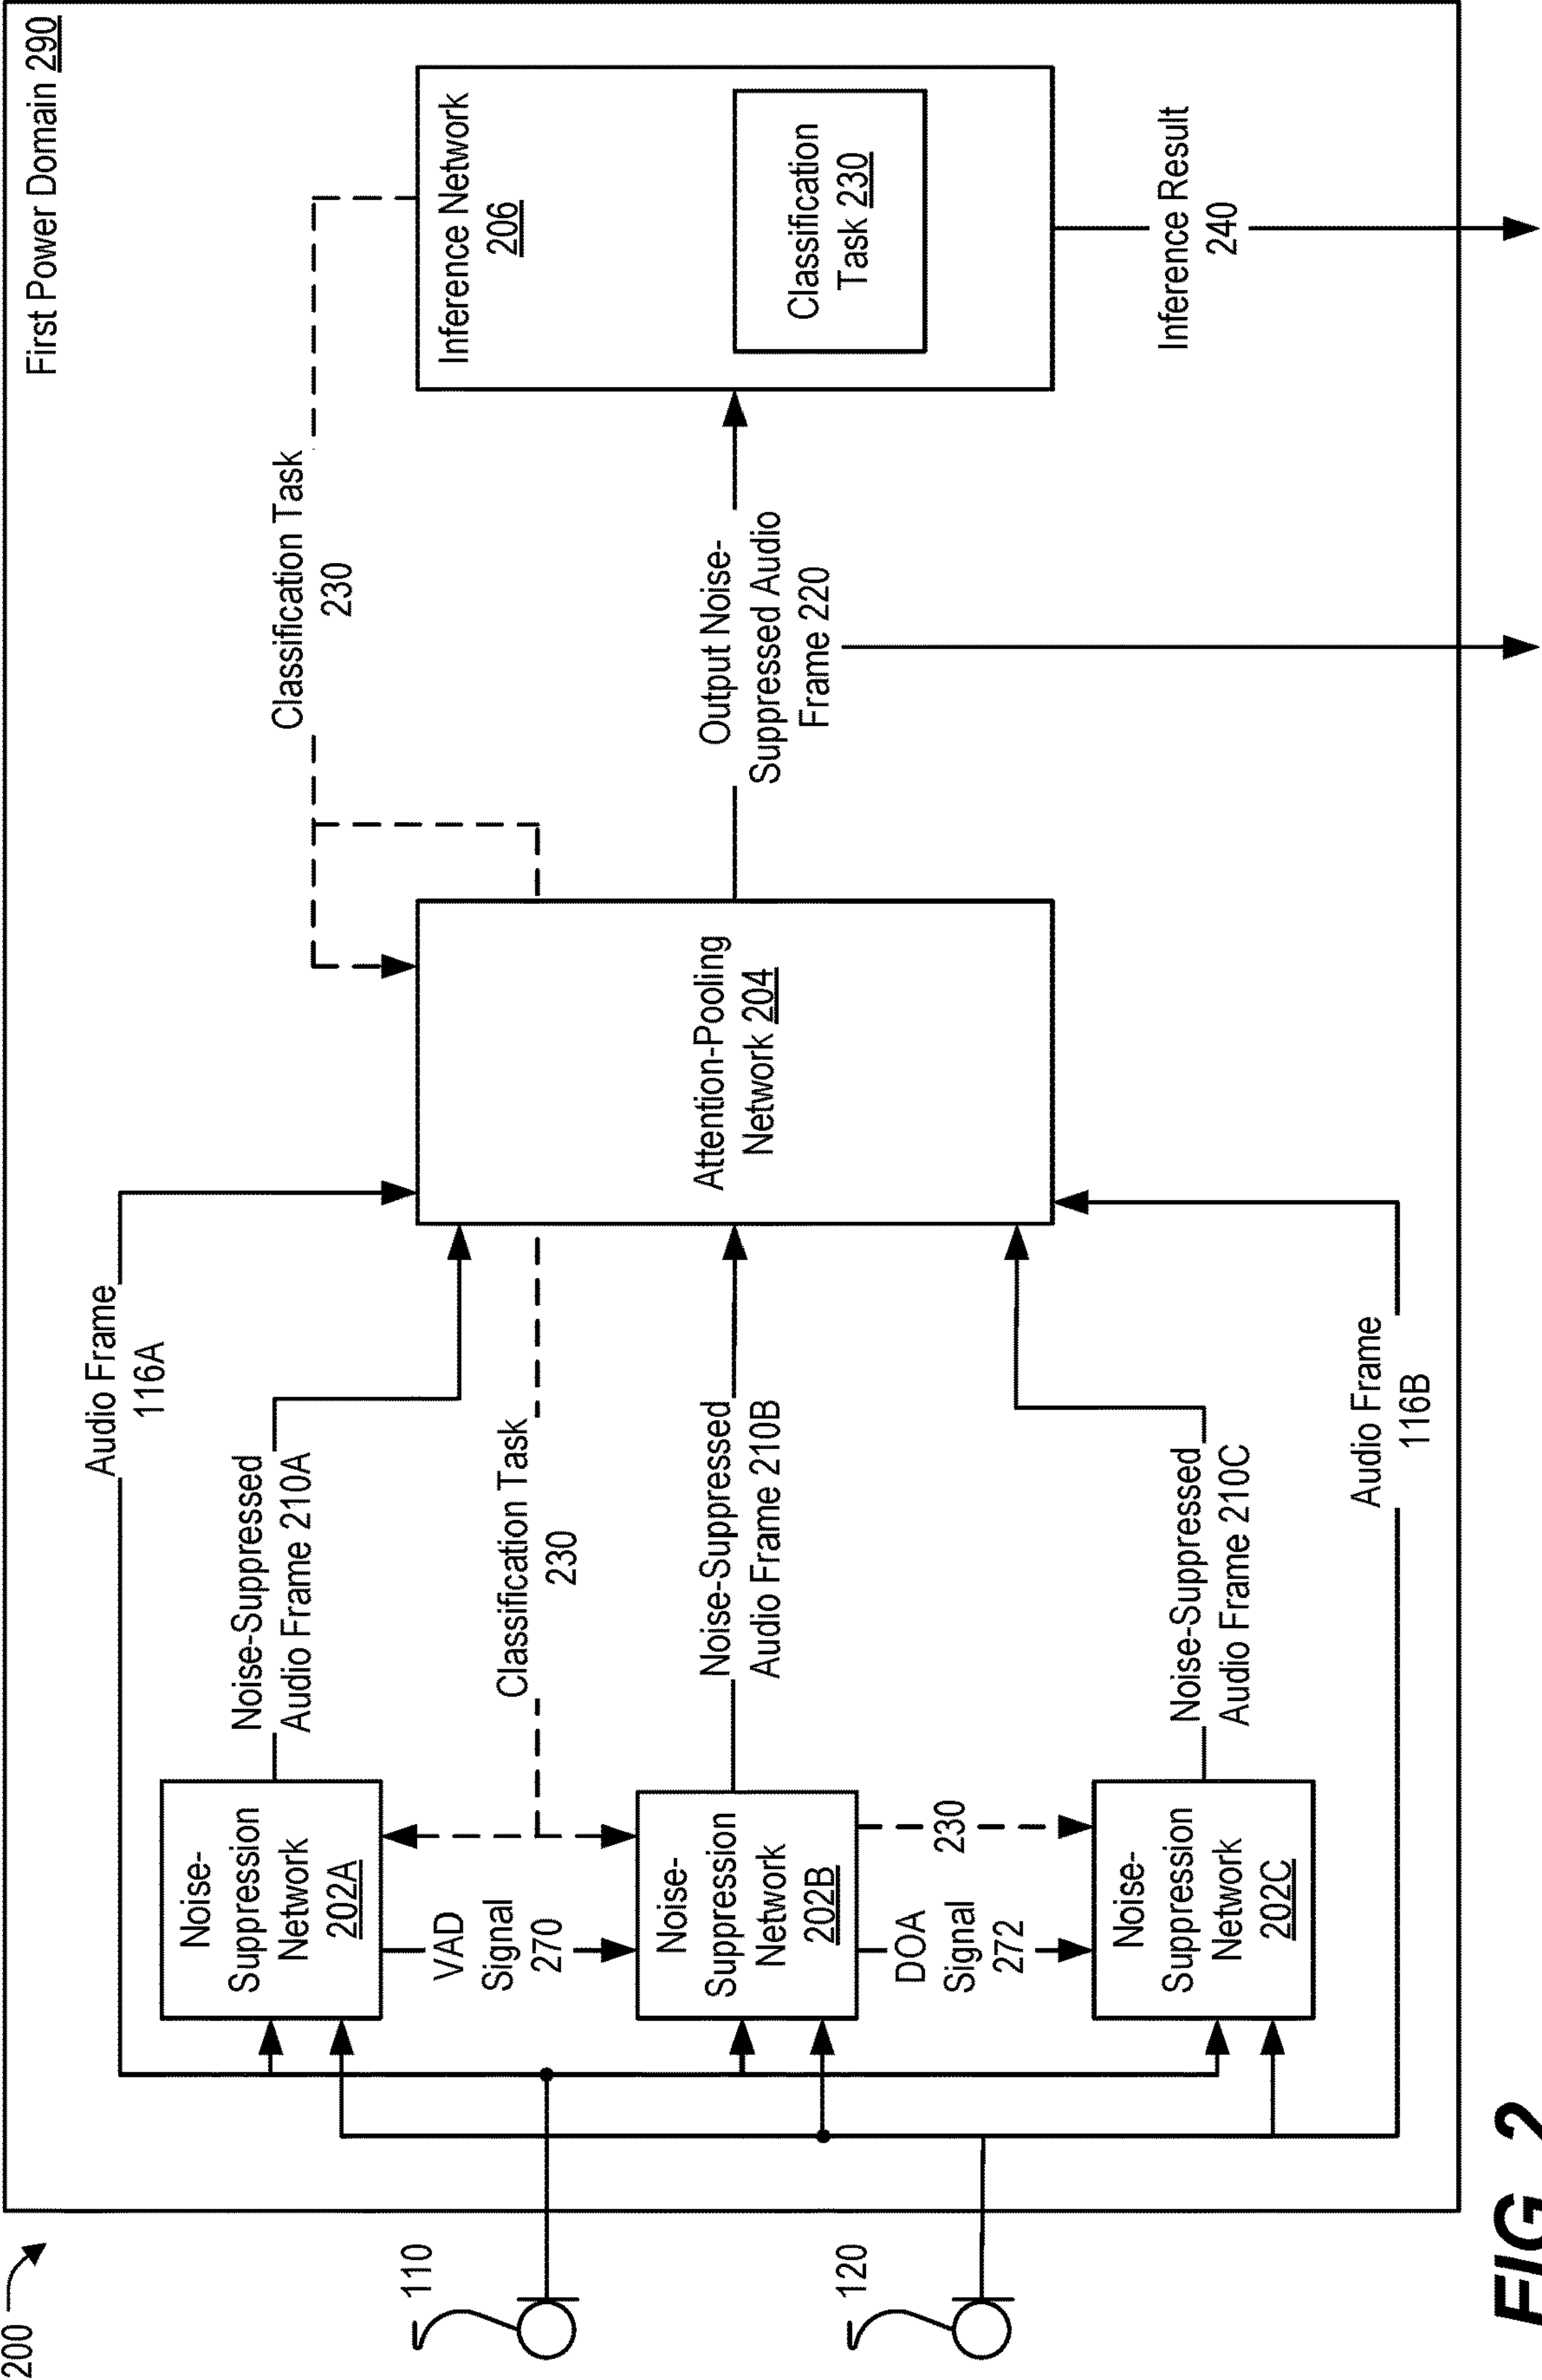 200
First Power Domain 290
110
120
Audio Frame
116A
Noise-
Suppression
Network
202A
Noise-Suppressed
Audio Frame 210A
VAD
Signal
270
Classification Task
230
Noise-
Suppression
Network
202B
Noise-Suppressed
Audio Frame 210B
DOA
Signal
272
230
Noise-
Suppression
Network
202C
Noise-Suppressed
Audio Frame 210C
Audio Frame
116B
Attention-Pooling
Network 204
Classification Task
230
Output Noise-
Suppressed Audio
Frame 220
Inference Network
206
Classification
Task 230
Inference Result
240
FIG 2